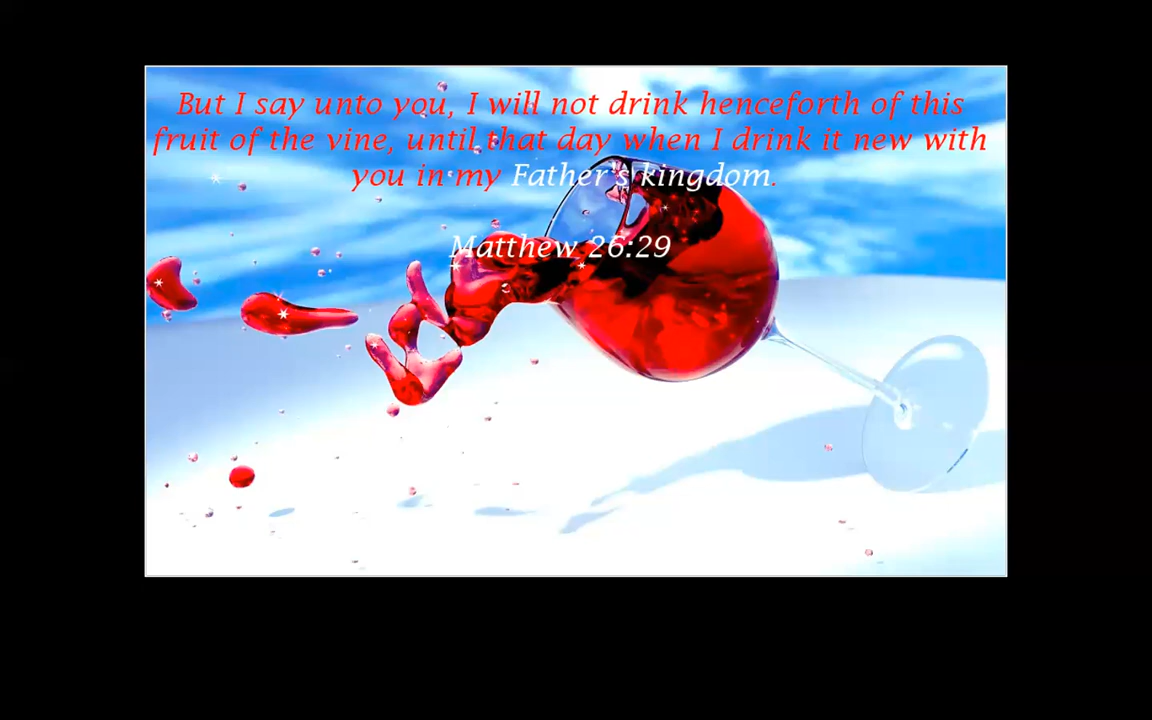 But I say unto you, I will not drink henceforth of this
fruit of the vine, until that day when I drink it new with
you in my Father's kingdom.
Matthew 26:29